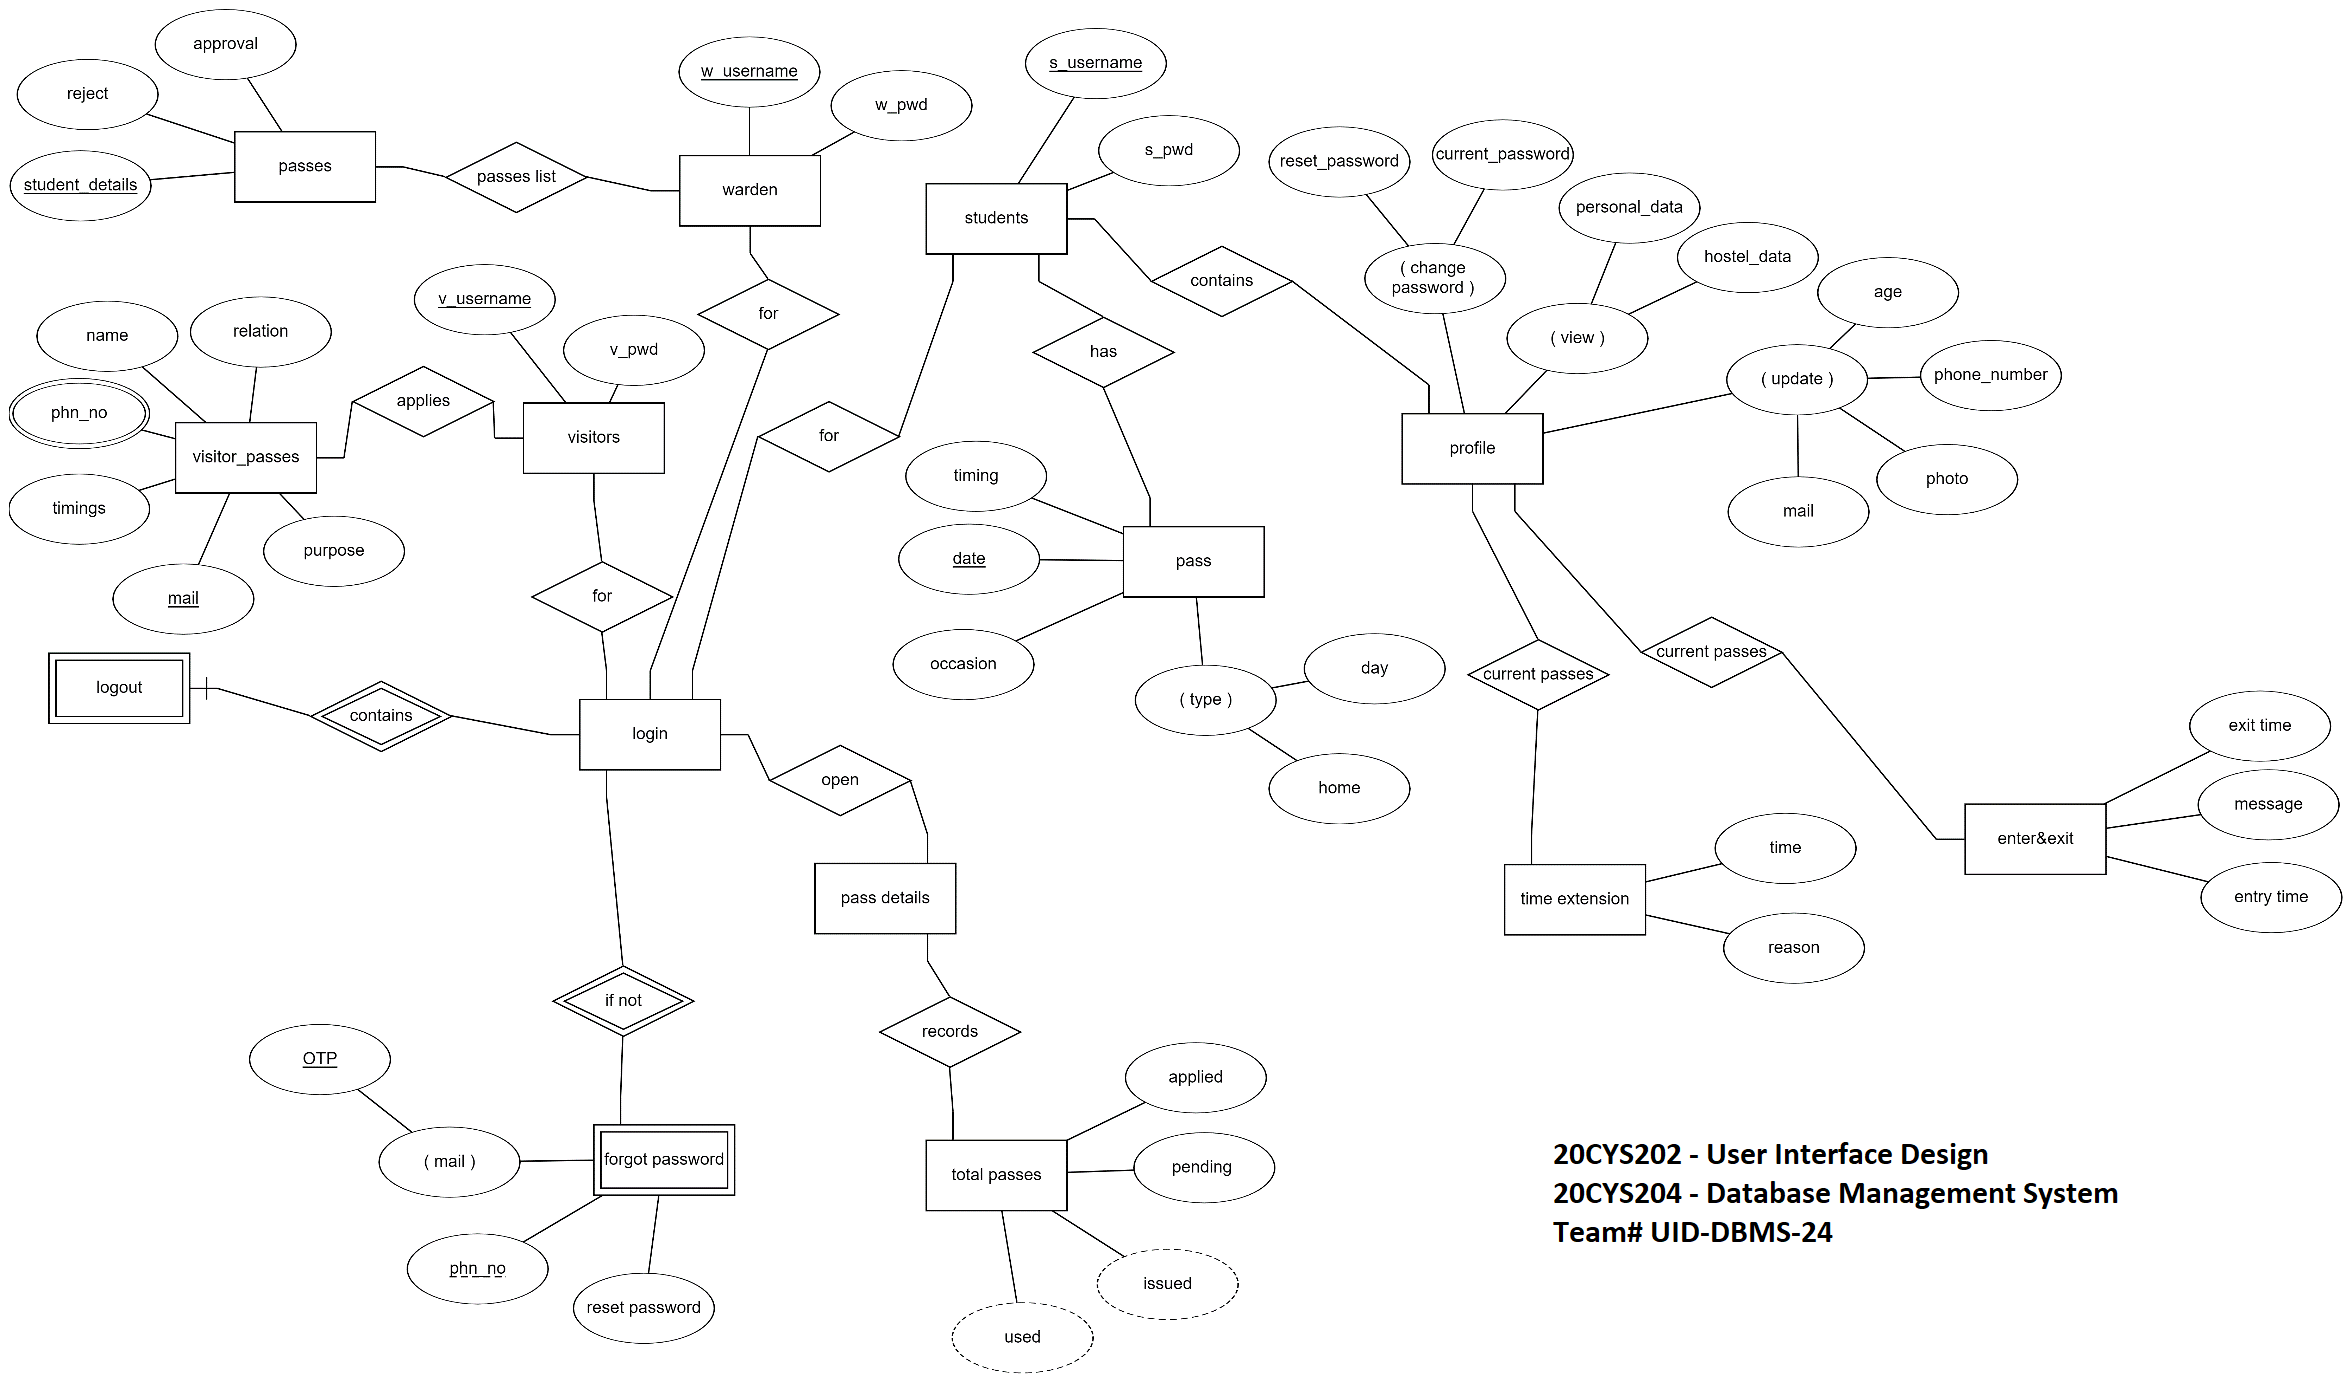 approval
reject
student_details
passes
passes list
w_username
w_pwd
warden
for
s_username
s_pwd
students
contains
reset_password
current_password
( change
password )
personal_data
hostel_data
( view )
age
( update )
phone_number
photo
mail
profile
name
relation
phn_no
visitor_passes
timings
purpose
mail
applies
v_username
v_pwd
visitors
for
for
has
timing
date
occasion
pass
( type )
day
home
current passes
current passes
exit time
message
entry time
enter&exit
time
time extension
reason
logout
contains
login
open
pass details
records
if not
OTP
( mail )
forgot password
phn_no
reset password
applied
pending
total passes
issued
used
20CYS202 - User Interface Design
20CYS204 - Database Management System
Team# UID-DBMS-24